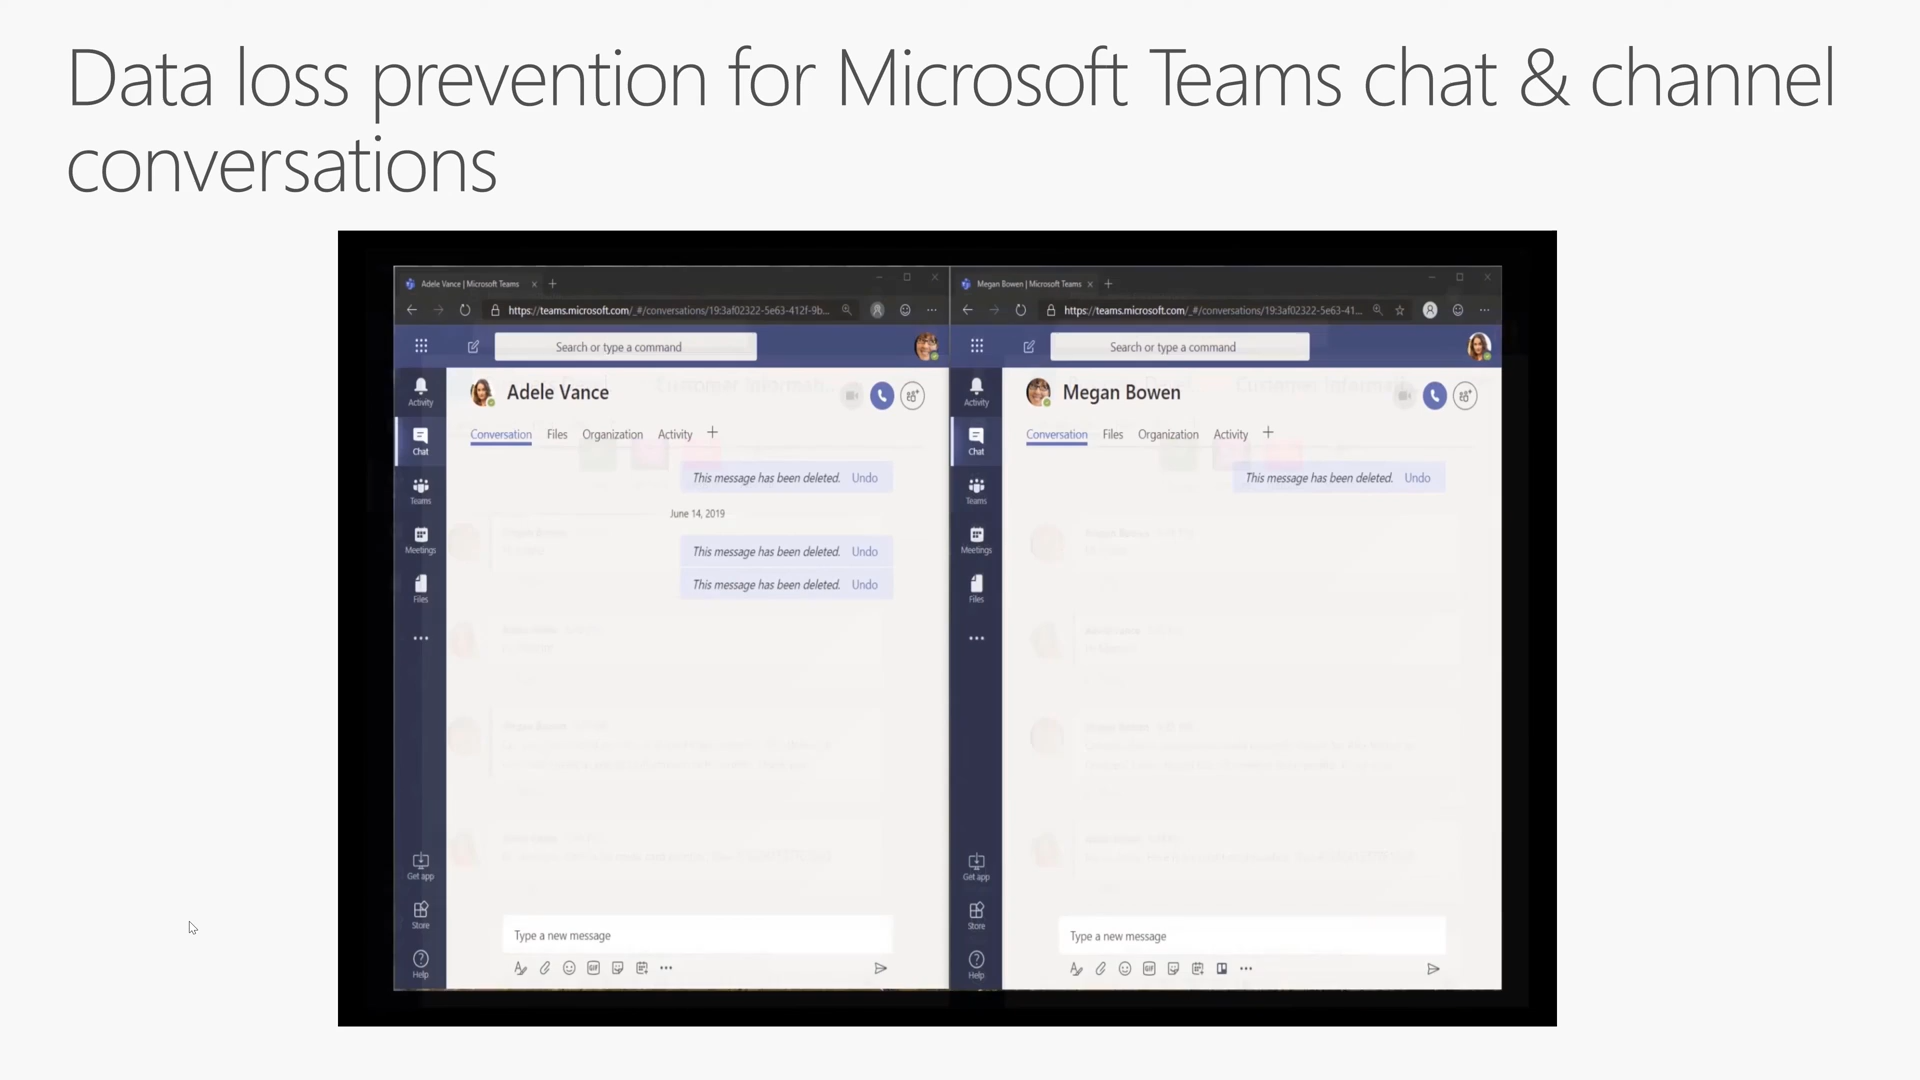 Data loss prevention for Microsoft Teams chat & channel
conversations
Adele Vance | Microsoft Teams
https://teams.microsoft.com/_#/conversations/19:3af02322-5e63-412f-9b...
Search or type a command
Activity
Chat
Teams
Meetings
Files
Get app
Store
Help
Adele Vance
Conversation Files Organization Activity
This message has been deleted. Undo
June 14, 2019
This message has been deleted. Undo
This message has been deleted. Undo
Type a new message
GIF
Megan Bowen | Microsoft Teams
https://teams.microsoft.com/_#/conversations/19:3af02322-5e63-41...
Search or type a command
Activity
Chat
Teams
Meetings
Files
Get app
Store
Help
Megan Bowen
Conversation Files Organization Activity
This message has been deleted. Undo
Type a new message
GIF